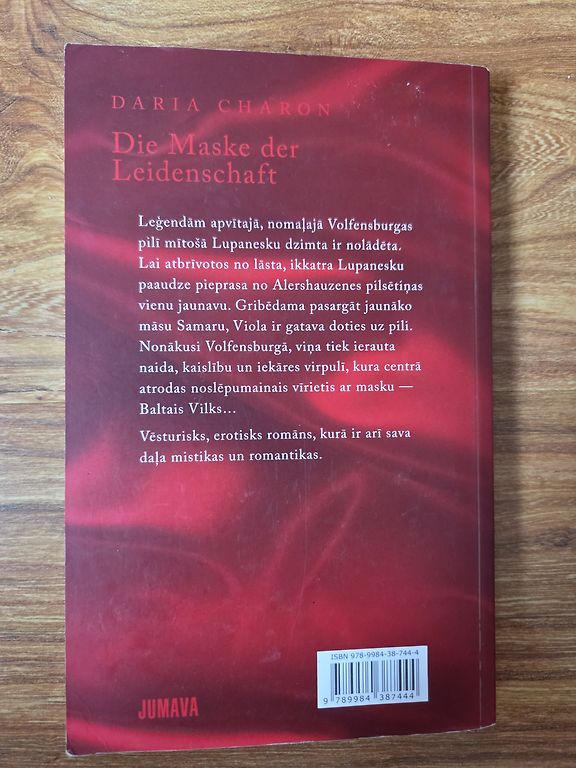 DARIA CHARON
Die Maske der
Leidenschaft
Leģendām apvītajā, nomaļajā Volfensburgas
pilī mītošā Lupanesku dzimta ir nolādēta.
Lai atbrīvotos no lāsta, ikkatra Lupanesku
paaudze pieprasa no Alershauzenes pilsētiņas
vienu jaunavu. Gribēdama pasargāt jaunāko
māsu Samaru, Viola ir gatava doties uz pili.
Nonākusi Volfensburgā, viņa tiek ierauta
naida, kaislību un iekāres virpulī, kura centrā
atrodas noslēpumainais vīrietis ar masku —
Baltais Vilks...
Vēsturisks, erotisks romāns, kurā ir arī sava
daļa mistikas un romantikas.
ISBN 978-9984-38-744-4
9 789984 387444
JUMAVA